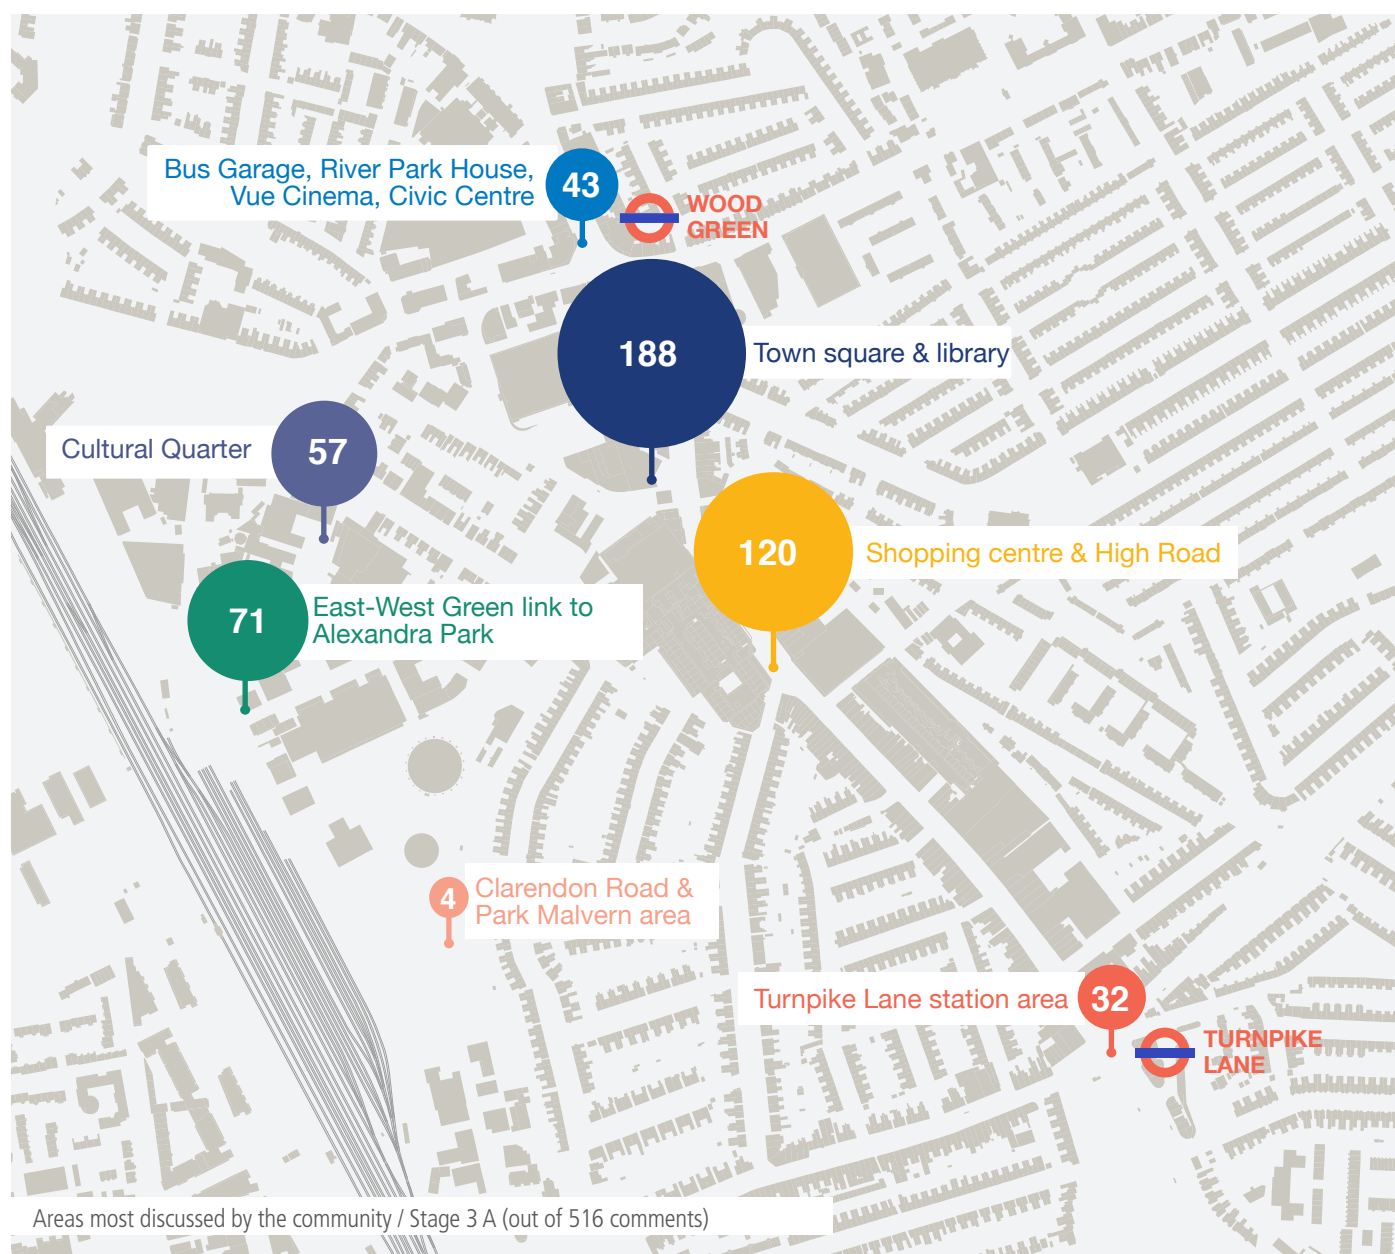 Bus Garage, River Park House,
Vue Cinema, Civic Centre
43
WOOD
GREEN
188
Town square & library
Cultural Quarter
57
120
Shopping centre & High Road
71
East-West Green link to
Alexandra Park
4
Clarendon Road &
Park Malvern area
Turnpike Lane station area
32
TURNPIKE
LANE
Areas most discussed by the community / Stage 3 A (out of 516 comments)